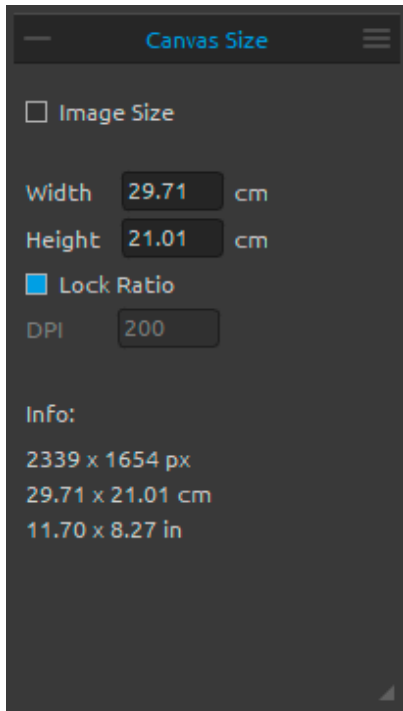 Canvas Size
Image Size
Width 29.71 cm
Height 21.01 cm
Lock Ratio
DPI 200
Info:
2339 x 1654 px
29.71 x 21.01 cm
11.70 x 8.27 in